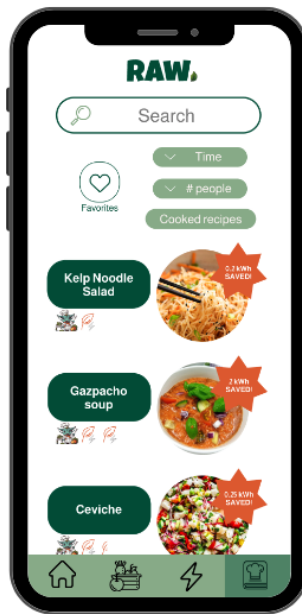 RAW
Search
Time
# people
Favorites
Cooked recipes
Kelp Noodle
Salad
0.2 kWh
SAVED!
Gazpacho
soup
2 kWh
SAVED!
Ceviche
0.25 kWh
SAVED!